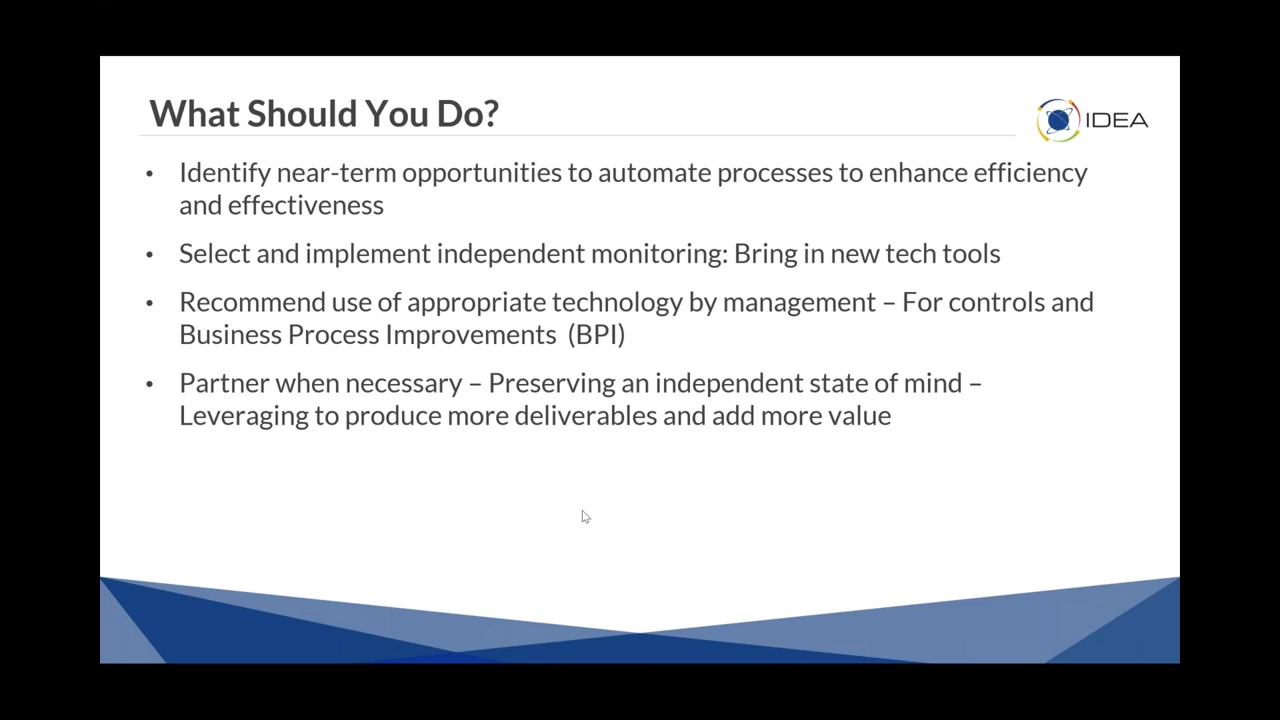 What Should You Do?
IDEA
• Identify near-term opportunities to automate processes to enhance efficiency
and effectiveness
• Select and implement independent monitoring: Bring in new tech tools
• Recommend use of appropriate technology by management – For controls and
Business Process Improvements (BPI)
• Partner when necessary – Preserving an independent state of mind –
Leveraging to produce more deliverables and add more value